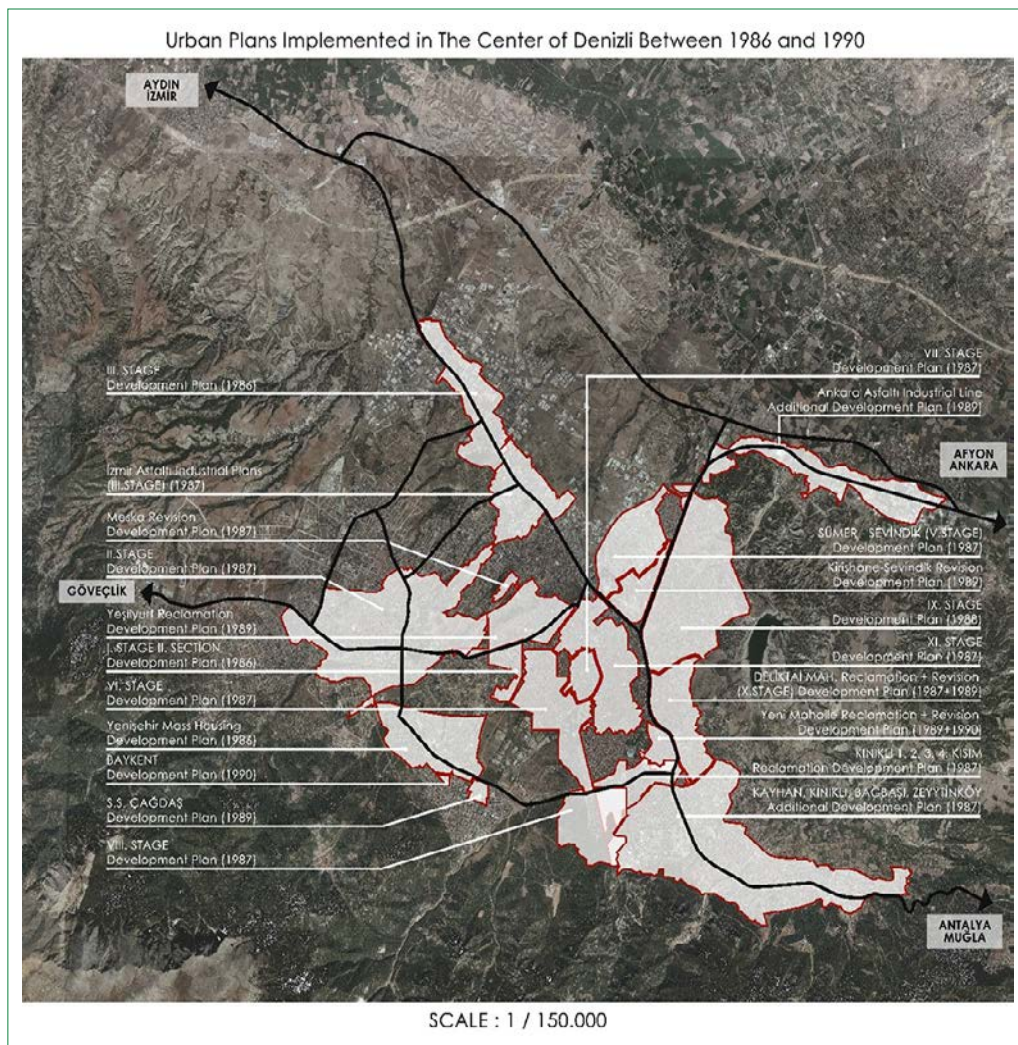 Urban Plans Implemented in The Center of Denizli Between 1986 and 1990
AYDIN
İZMİR
III. STAGE
Development Plan (1986)
İzmir Asfaltı Industrial Plans
(III.STAGE) (1987)
Meska Revision
Development Plan (1987)
II.STAGE
Development Plan (1987)
GÖVEÇLİK
Yeşilyurt Reclamation
Development Plan (1989)
I. STAGE II. SECTION
Development Plan (1986)
VI. STAGE
Development Plan (1987)
Yenişehir Mass Housing
Development Plan (1986)
BAYKENT
Development Plan (1990)
S.S. ÇAĞDAŞ
Development Plan (1989)
VIII. STAGE
Development Plan (1987)
VII. STAGE
Development Plan (1987)
Ankara Asfaltı Industrial Line
Additional Development Plan (1989)
AFYON
ANKARA
SÜMER, SEVİNDİK (V.STAGE)
Development Plan (1987)
Kirişhane-Sevindik Revision
Development Plan (1989)
IX. STAGE
Development Plan (1988)
XI. STAGE
Development Plan (1987)
DELİKTAİ MAH. Reclamation + Revision
(X.STAGE) Development Plan (1987+1989)
Yeni Mahalle Reclamation + Revision
Development Plan (1989+1990)
KINIKLI 1, 2, 3, 4. KISIM
Reclamation Development Plan (1987)
KAYHAN, KINIKLI, BAĞBAŞI, ZEYYTİNKÖY
Additional Development Plan (1987)
ANTALYA
MUĞLA
SCALE : 1 / 150.000